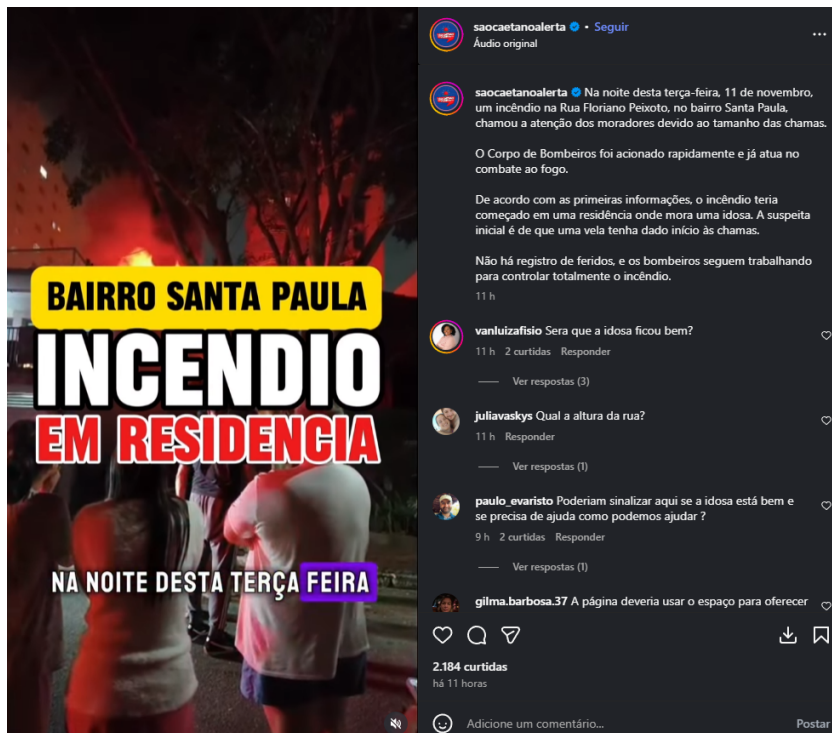 BAIRRO SANTA PAULA
INCENDIO
EM RESIDENCIA
NA NOITE DESTA TERÇA FEIRA
saocaetanoalerta • Seguir
Áudio original
saocaetanoalerta Na noite desta terça-feira, 11 de novembro,
um incêndio na Rua Floriano Peixoto, no bairro Santa Paula,
chamou a atenção dos moradores devido ao tamanho das chamas.
O Corpo de Bombeiros foi acionado rapidamente e já atua no
combate ao fogo.
De acordo com as primeiras informações, o incêndio teria
começado em uma residência onde mora uma idosa. A suspeita
inicial é de que uma vela tenha dado início às chamas.
Não há registro de feridos, e os bombeiros seguem trabalhando
para controlar totalmente o incêndio.
11 h
vanluizafisio Sera que a idosa ficou bem?
11 h 2 curtidas Responder
Ver respostas (3)
juliavaskys Qual a altura da rua?
11 h Responder
Ver respostas (1)
paulo_evaristo Poderiam sinalizar aqui se a idosa está bem e
se precisa de ajuda como podemos ajudar ?
9 h 2 curtidas Responder
Ver respostas (1)
gilma.barbosa.37 A página deveria usar o espaço para oferecer
2.184 curtidas
há 11 horas
Adicione um comentário...
Postar